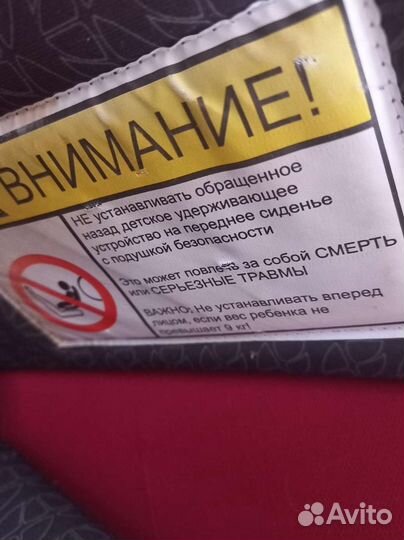 ВНИМАНИЕ!
НЕ устанавливать обращенное
назад детское удерживающее
устройство на переднее сиденье
с подушкой безопасности
Это может повлечь за собой СМЕРТЬ
или СЕРЬЕЗНЫЕ ТРАВМЫ
ВАЖНО: Не устанавливать вперед
лицом, если вес ребенка не
превышает 9 кг!
Avito